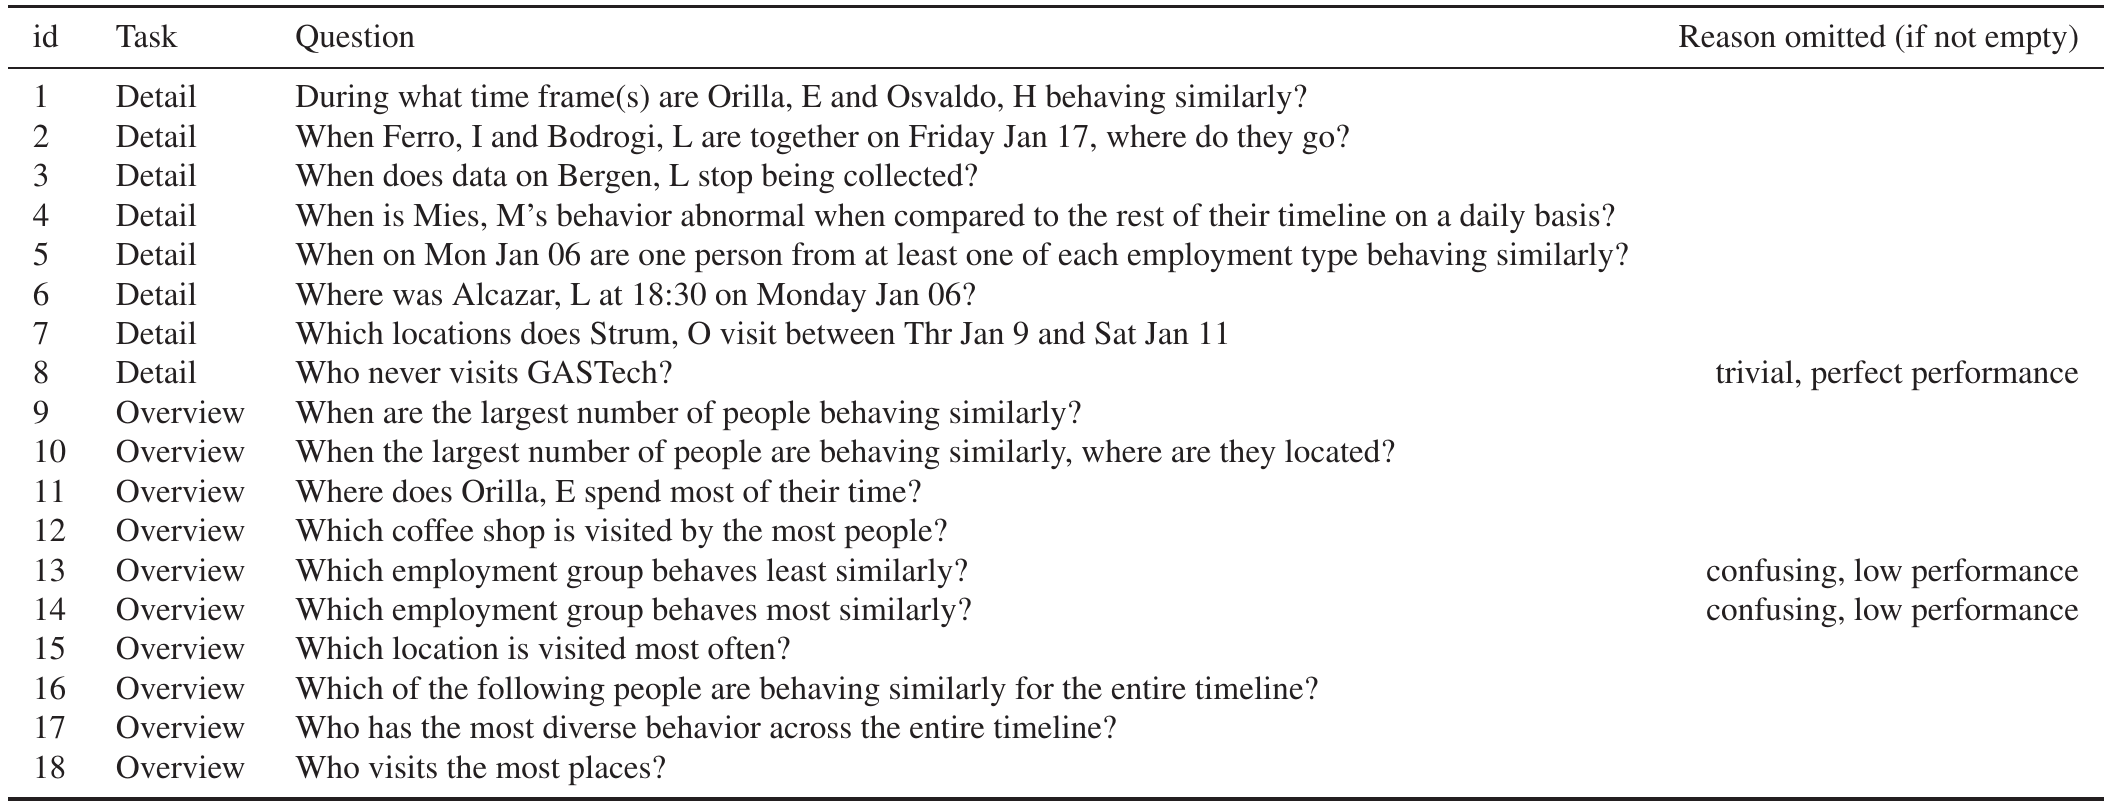 id Task Question Reason omitted (if not empty)
1 Detail During what time frame(s) are Orilla, E and Osvaldo, H behaving similarly?
2 Detail When Ferro, I and Bodrogi, L are together on Friday Jan 17, where do they go?
3 Detail When does data on Bergen, L stop being collected?
4 Detail When is Mies, M’s behavior abnormal when compared to the rest of their timeline on a daily basis?
5 Detail When on Mon Jan 06 are one person from at least one of each employment type behaving similarly?
6 Detail Where was Alcazar, L at 18:30 on Monday Jan 06?
7 Detail Which locations does Strum, O visit between Thr Jan 9 and Sat Jan 11
8 Detail Who never visits GASTech? trivial, perfect performance
9 Overview When are the largest number of people behaving similarly?
10 Overview When the largest number of people are behaving similarly, where are they located?
11 Overview Where does Orilla, E spend most of their time?
12 Overview Which coffee shop is visited by the most people?
13 Overview Which employment group behaves least similarly? confusing, low performance
14 Overview Which employment group behaves most similarly? confusing, low performance
15 Overview Which location is visited most often?
16 Overview Which of the following people are behaving similarly for the entire timeline?
17 Overview Who has the most diverse behavior across the entire timeline?
18 Overview Who visits the most places?